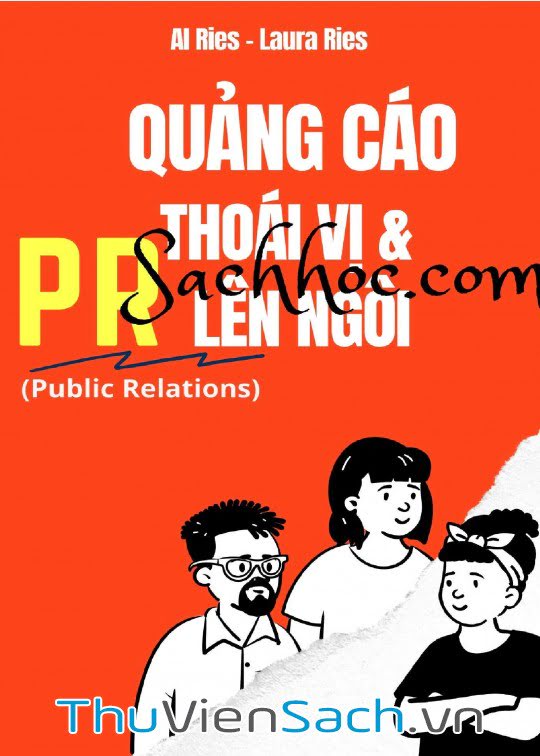 Al Ries - Laura Ries
QUẢNG CÁO
THOÁI VỊ &
PR LÊN NGÔI
Sachhoc.com
(Public Relations)
ThuVienSach.vn